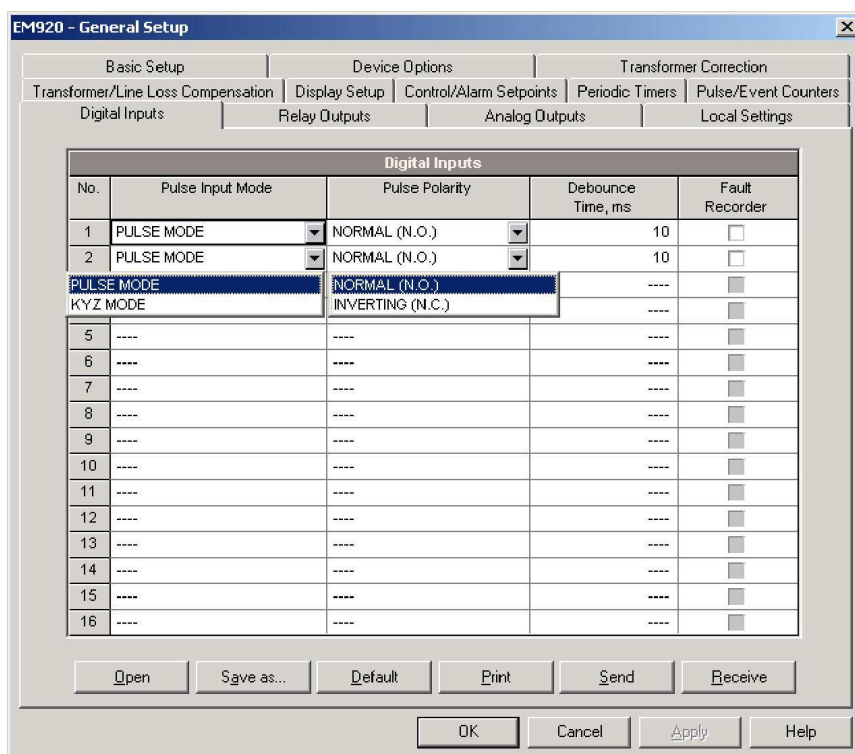 EM920 - General Setup
Basic Setup Device Options Transformer Correction
Transformer/Line Loss Compensation Display Setup Control/Alarm Setpoints Periodic Timers Pulse/Event Counters
Digital Inputs Relay Outputs Analog Outputs Local Settings
Digital Inputs
No. Pulse Input Mode Pulse Polarity Debounce Time, ms Fault Recorder
1 PULSE MODE NORMAL (N.O.) 10
2 PULSE MODE NORMAL (N.O.) 10
PULSE MODE NORMAL (N.O.) ----
KYZ MODE INVERTING (N.C.) ----
5 ---- ---- ----
6 ---- ---- ----
7 ---- ---- ----
8 ---- ---- ----
9 ---- ---- ----
10 ---- ---- ----
11 ---- ---- ----
12 ---- ---- ----
13 ---- ---- ----
14 ---- ---- ----
15 ---- ---- ----
16 ---- ---- ----
Open Save as... Default Print Send Receive
OK Cancel Apply Help